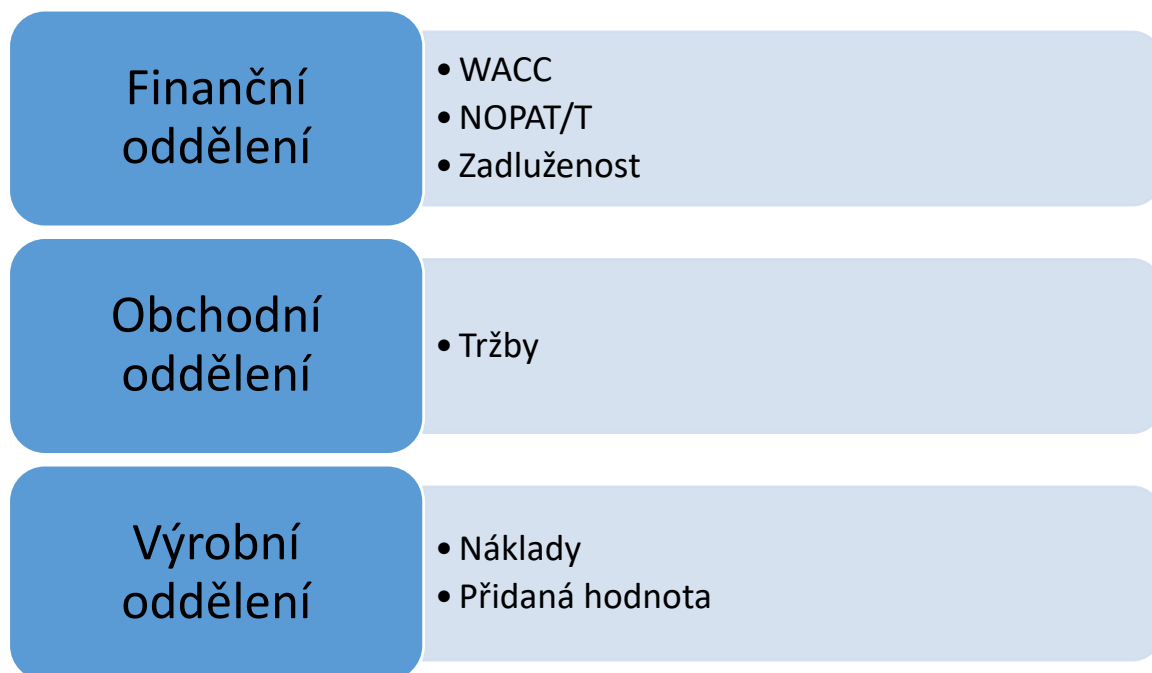 Finanční
oddělení
• WACC
• NOPAT/T
• Zadluženost
Obchodní
oddělení
• Tržby
Výrobní
oddělení
• Náklady
• Přidaná hodnota